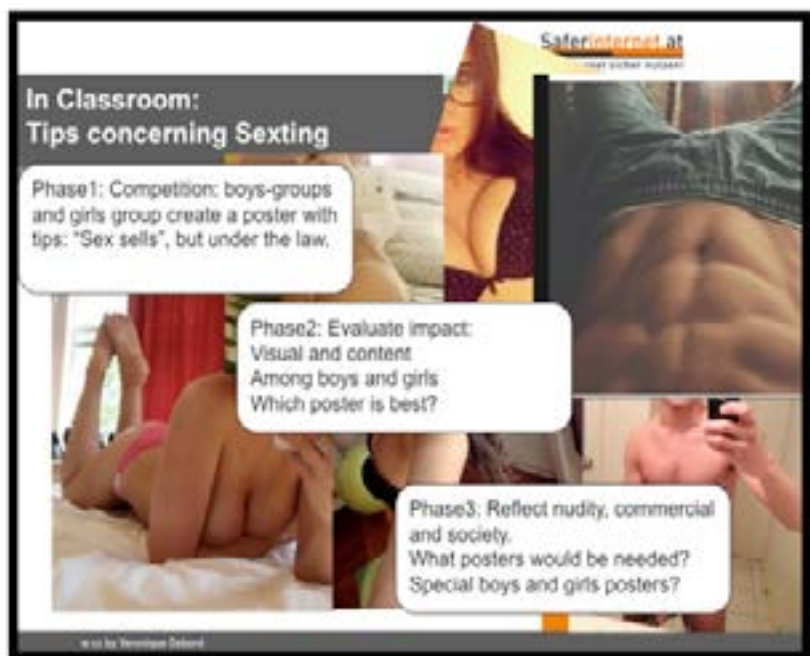 Saferinternet.at
In Classroom:
Tips concerning Sexting
Phase1: Competition: boys-groups
and girls group create a poster with
tips: "Sex sells", but under the law.
Phase2: Evaluate impact:
Visual and content
Among boys and girls
Which poster is best?
Phase3: Reflect nudity, commercial
and society.
What posters would be needed?
Special boys and girls posters?